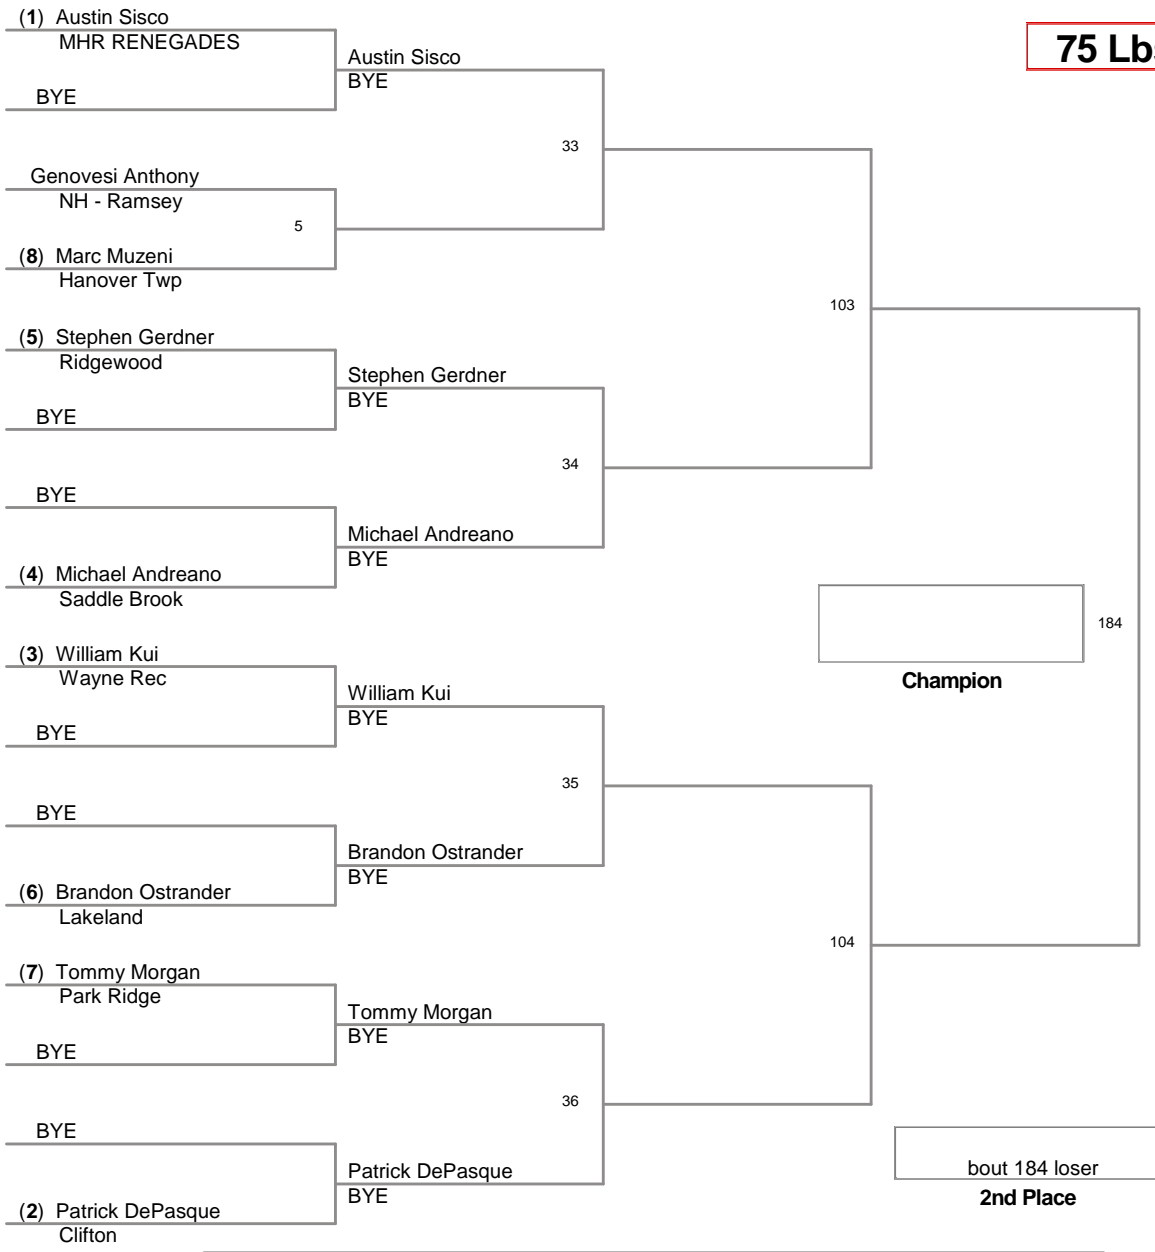 (1) Austin Sisco
MHR RENEGADES
BYE
Genovesi Anthony
NH - Ramsey
(8) Marc Muzeni
Hanover Twp
(5) Stephen Gerdner
Ridgewood
BYE
BYE
(4) Michael Andreano
Saddle Brook
(3) William Kui
Wayne Rec
BYE
BYE
(6) Brandon Ostrander
Lakeland
(7) Tommy Morgan
Park Ridge
BYE
BYE
(2) Patrick DePasque
Clifton
5
Austin Sisco
BYE
Stephen Gerdner
BYE
Michael Andreano
BYE
William Kui
BYE
Brandon Ostrander
BYE
Tommy Morgan
BYE
Patrick DePasque
BYE
33
34
35
36
103
104
75 Lb
184
Champion
bout 184 loser
2nd Place